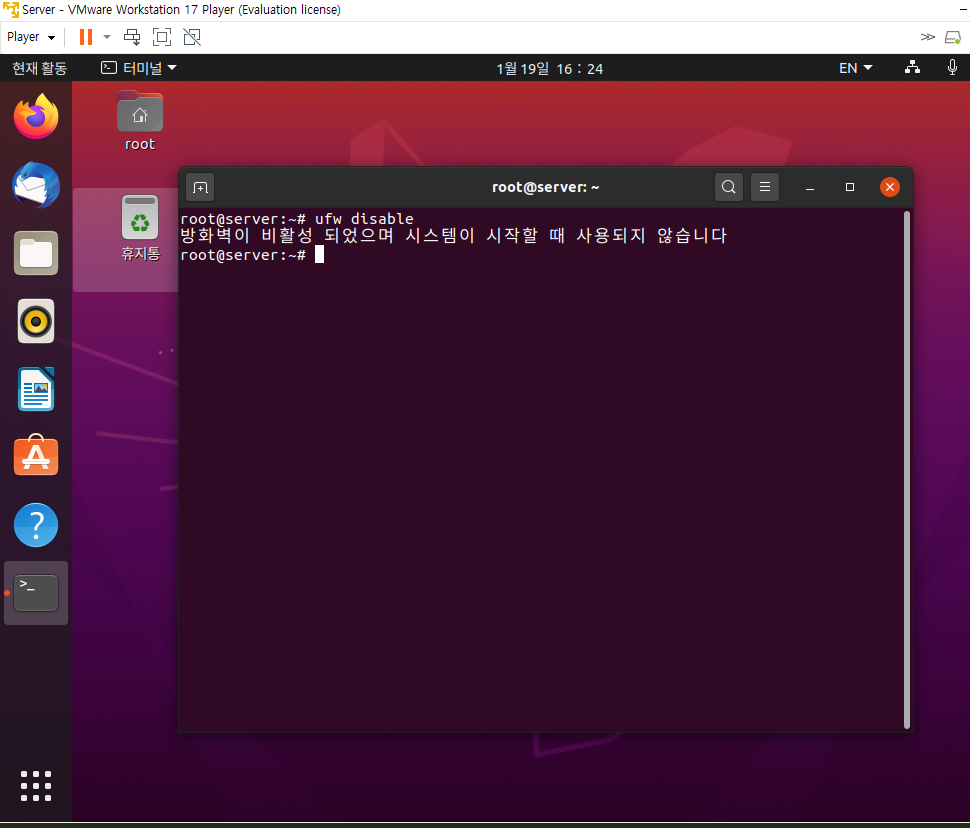 Server - VMware Workstation 17 Player (Evaluation license)
Player
현재 활동
터미널
1월 19일 16 : 24
EN
root
휴지통
root@server: ~
root@server:~# ufw disable
방화벽이 비활성 되었으며 시스템이 시작할 때 사용되지 않습니다
root@server:~#